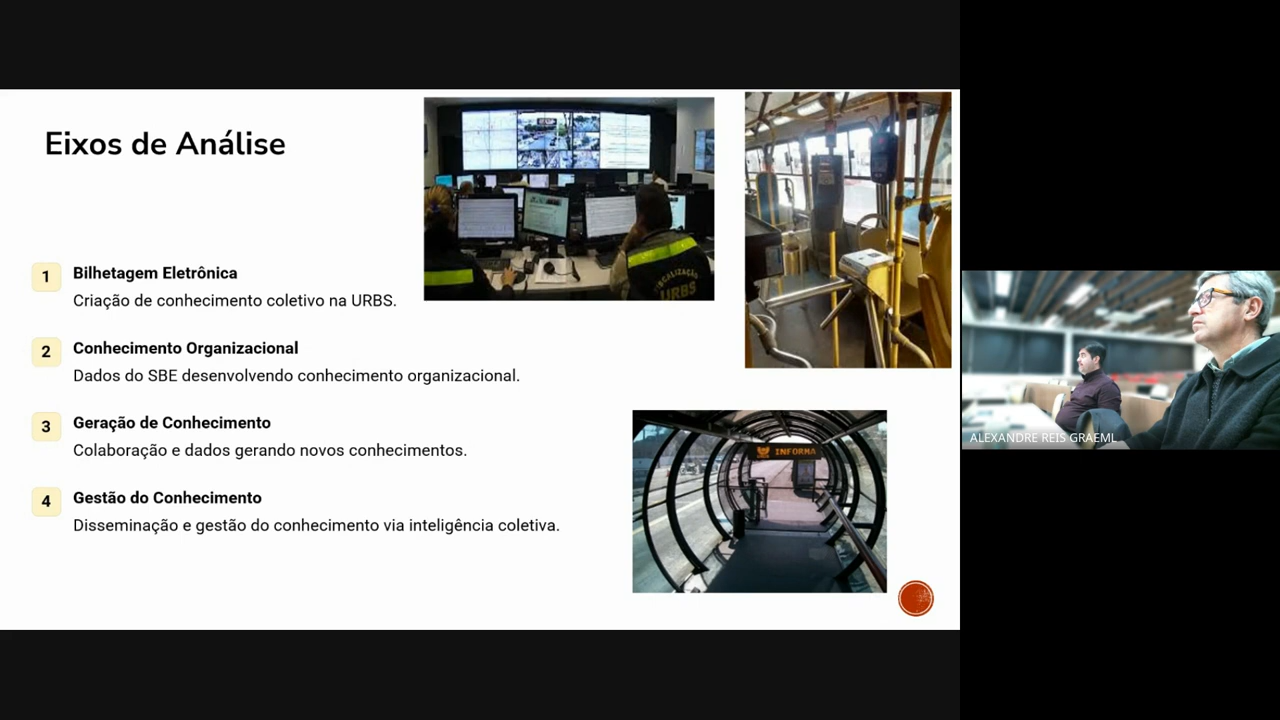 Eixos de Análise
1
Bilhetagem Eletrônica
Criação de conhecimento coletivo na URBS.
2
Conhecimento Organizacional
Dados do SBE desenvolvendo conhecimento organizacional.
3
Geração de Conhecimento
Colaboração e dados gerando novos conhecimentos.
4
Gestão do Conhecimento
Disseminação e gestão do conhecimento via inteligência coletiva.
FISCALIZAÇÃO
URBS
INFORMA
ALEXANDRE REIS GRAEML